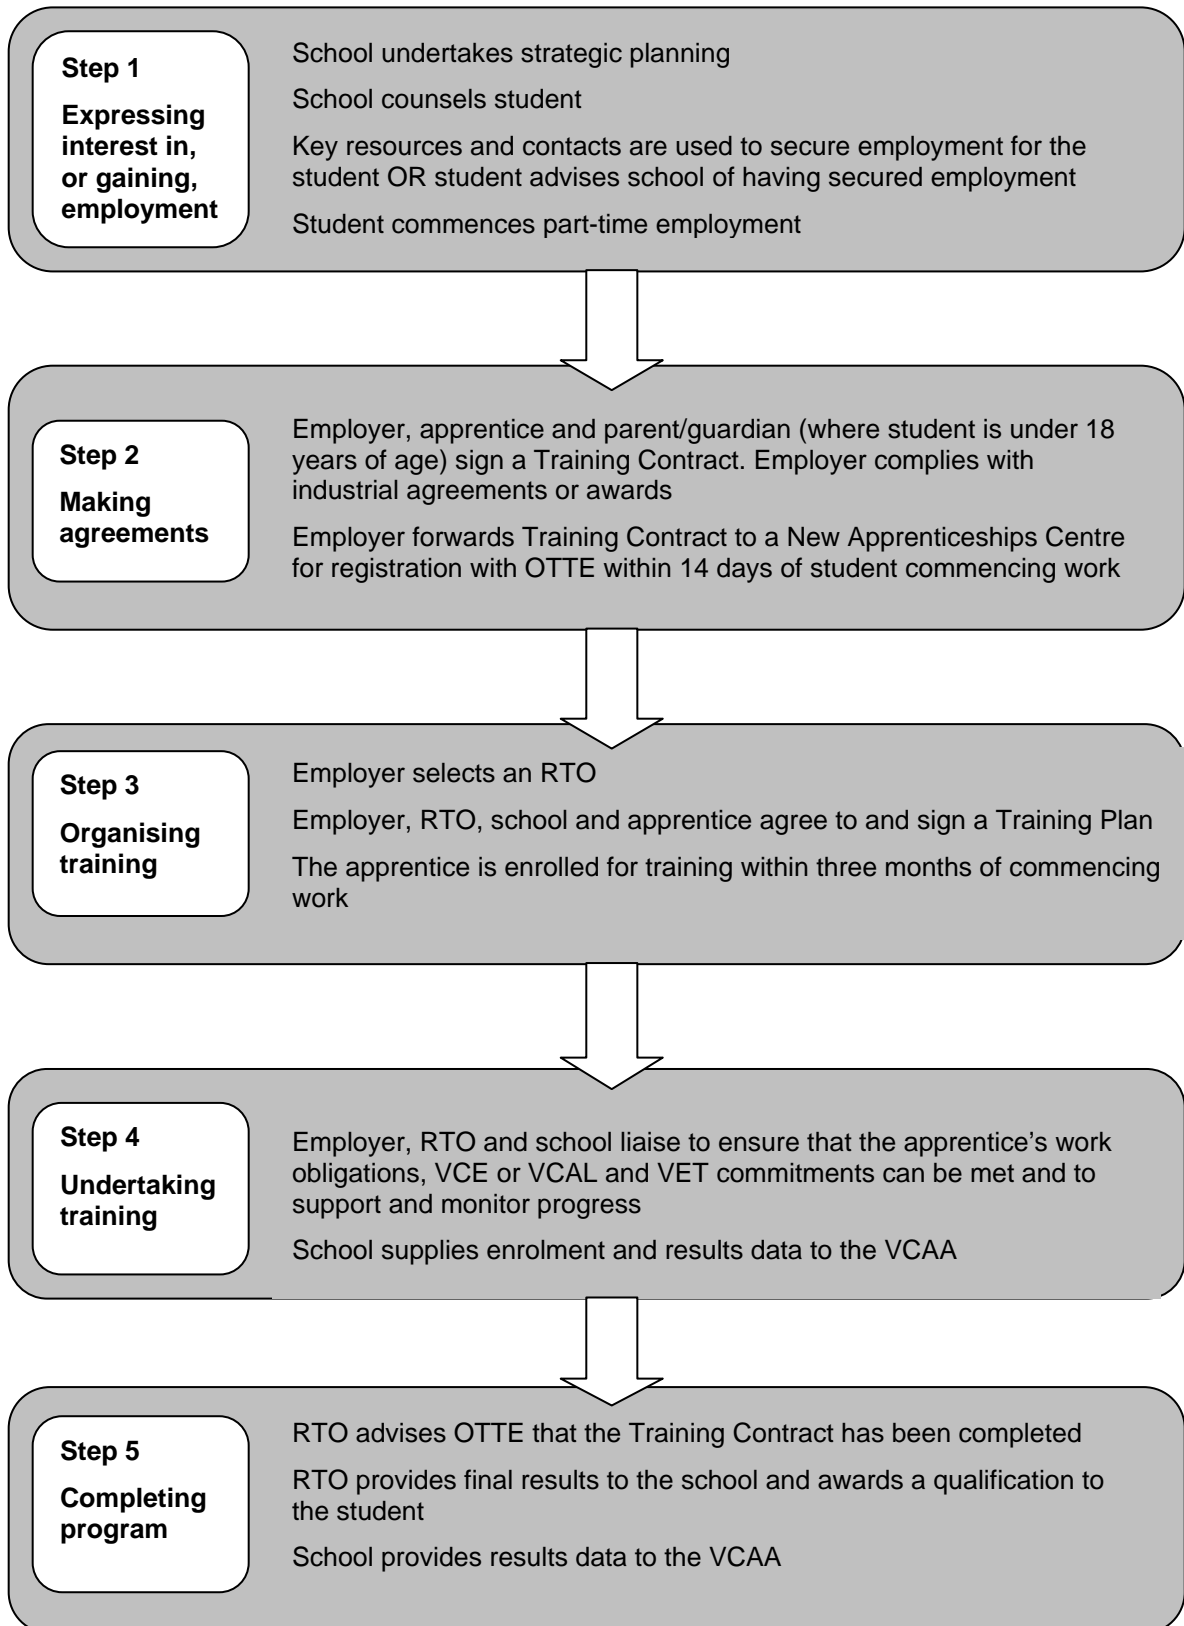 Step 1
Expressing
interest in,
or gaining,
employment
School undertakes strategic planning
School counsels student
Key resources and contacts are used to secure employment for the
student OR student advises school of having secured employment
Student commences part-time employment
Step 2
Making
agreements
Employer, apprentice and parent/guardian (where student is under 18
years of age) sign a Training Contract. Employer complies with
industrial agreements or awards
Employer forwards Training Contract to a New Apprenticeships Centre
for registration with OTTE within 14 days of student commencing work
Step 3
Organising
training
Employer selects an RTO
Employer, RTO, school and apprentice agree to and sign a Training Plan
The apprentice is enrolled for training within three months of commencing
work
Step 4
Undertaking
training
Employer, RTO and school liaise to ensure that the apprentice's work
obligations, VCE or VCAL and VET commitments can be met and to
support and monitor progress
School supplies enrolment and results data to the VCAA
Step 5
Completing
program
RTO advises OTTE that the Training Contract has been completed
RTO provides final results to the school and awards a qualification to
the student
School provides results data to the VCAA